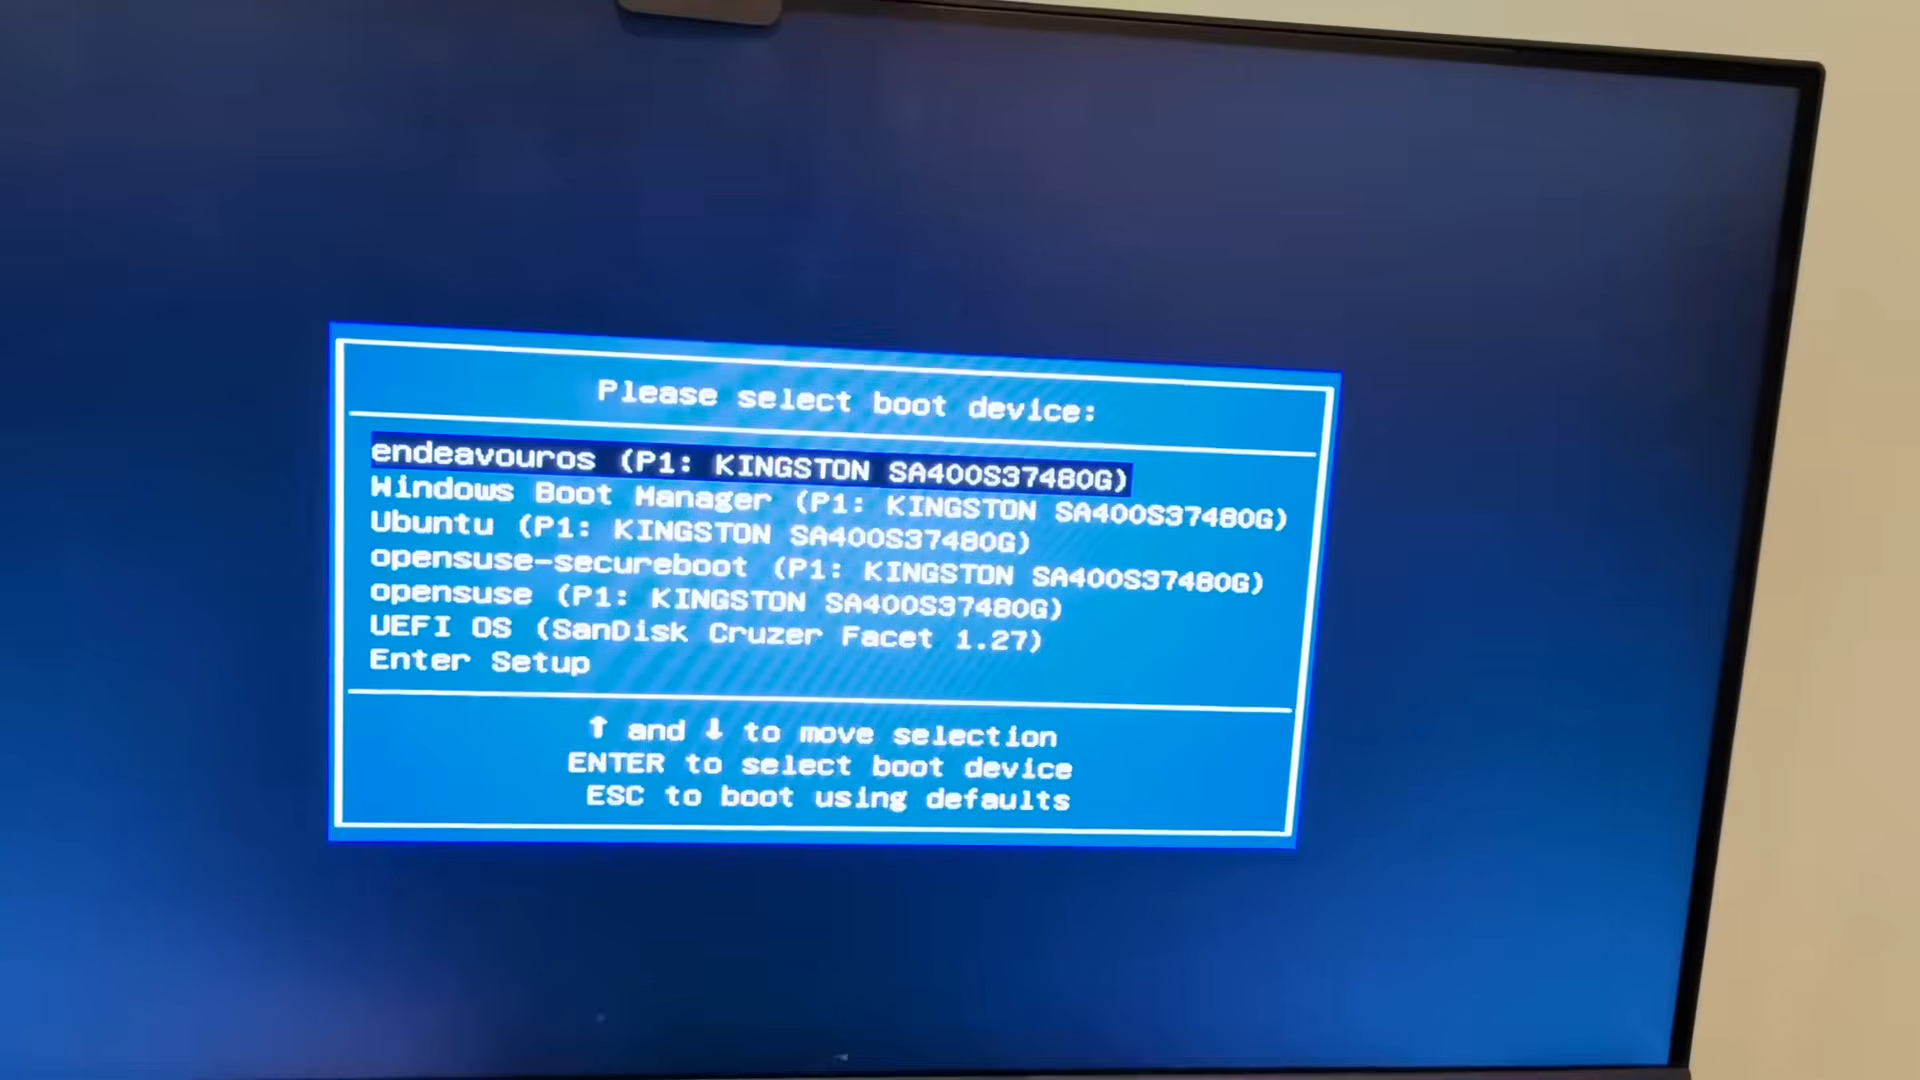 Please select boot device:
endeavouros (P1: KINGSTON SA400S37480G)
Windows Boot Manager (P1: KINGSTON SA400S37480G)
Ubuntu (P1: KINGSTON SA400S37480G)
opensuse-secureboot (P1: KINGSTON SA400S37480G)
opensuse (P1: KINGSTON SA400S37480G)
UEFI OS (SanDisk Cruzer Facet 1.27)
Enter Setup
↑ and ↓ to move selection
ENTER to select boot device
ESC to boot using defaults